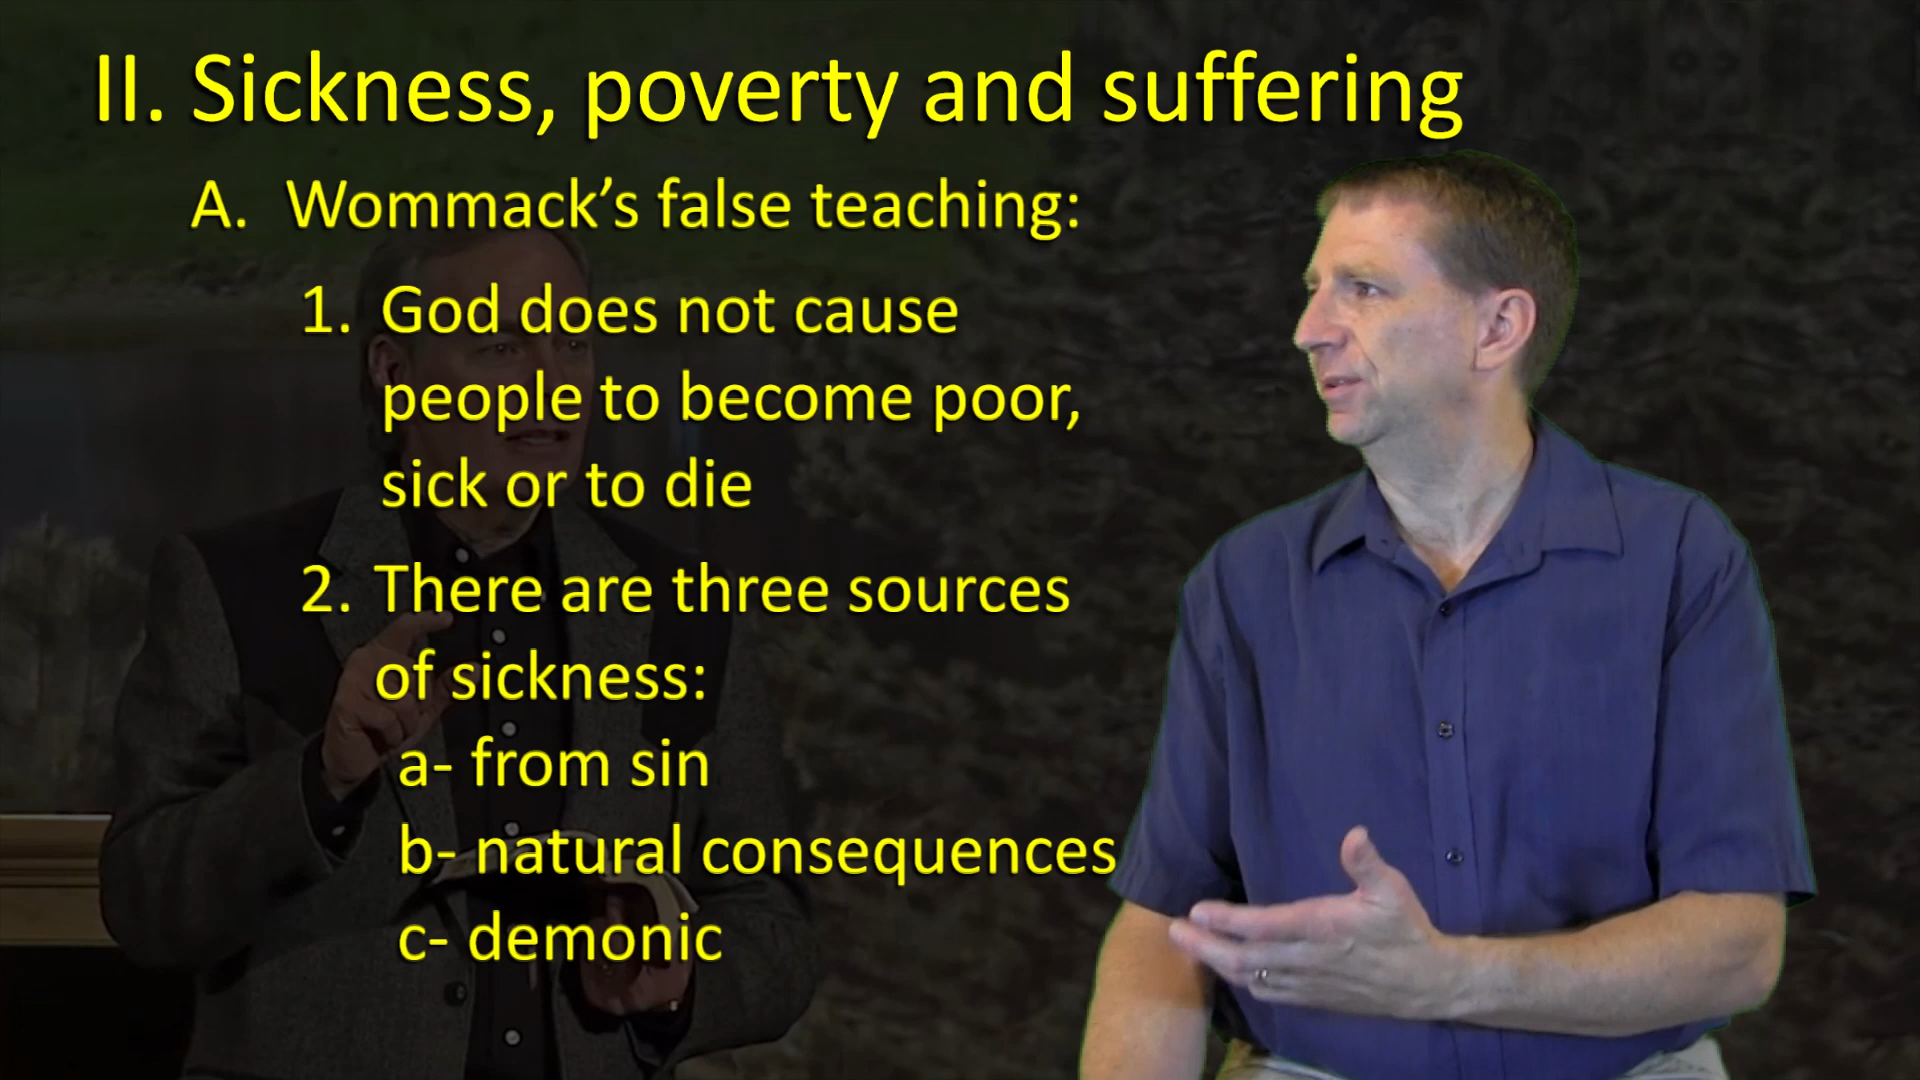 II. Sickness, poverty and suffering
A. Wommack’s false teaching:
1. God does not cause
people to become poor,
sick or to die
2. There are three sources
of sickness:
a- from sin
b- natural consequences
c- demonic